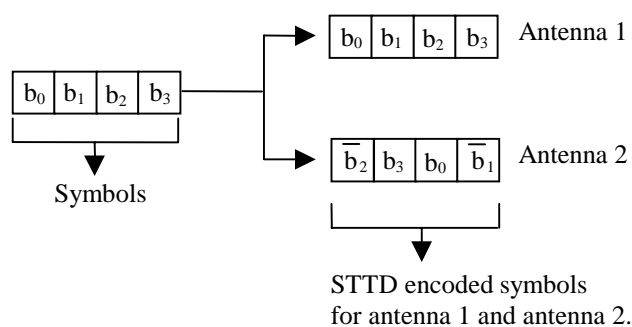 b₀ b₁ b₂ b₃ Antenna 1
b₀ b₁ b₂ b₃
b̅₂ b₃ b₀ b̅₁ Antenna 2
Symbols
STTD encoded symbols
for antenna 1 and antenna 2.